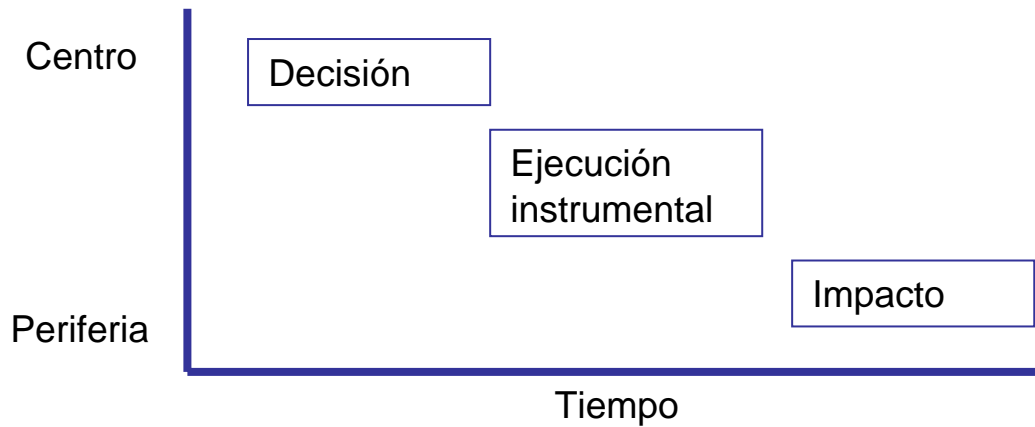 Centro
Decisión
Ejecución
instrumental
Impacto
Periferia
Tiempo